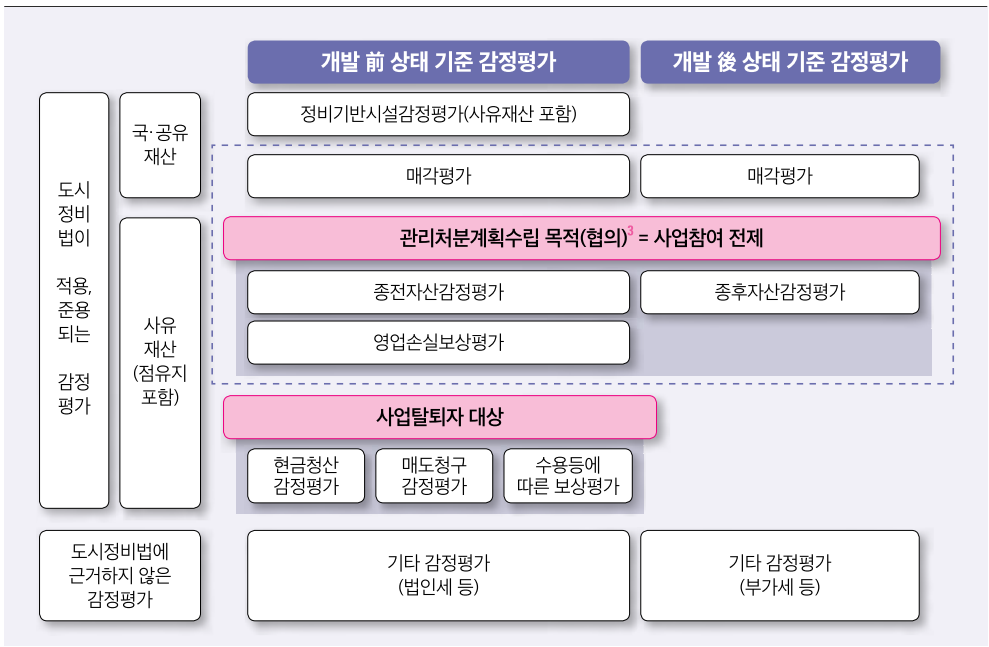 개발 前 상태 기준 감정평가
개발 後 상태 기준 감정평가
도시
정비
법이
적용,
준용
되는
감정
평가
국·공유
재산
정비기반시설감정평가(사유재산 포함)
매각평가
매각평가
사유
재산
(점유지
포함)
관리처분계획수립 목적(협의)3 = 사업참여 전제
종전자산감정평가
종후자산감정평가
영업손실보상평가
사업탈퇴자 대상
현금청산
감정평가
매도청구
감정평가
수용등에
따른 보상평가
도시정비법에
근거하지 않은
감정평가
기타 감정평가
(법인세 등)
기타 감정평가
(부가세 등)